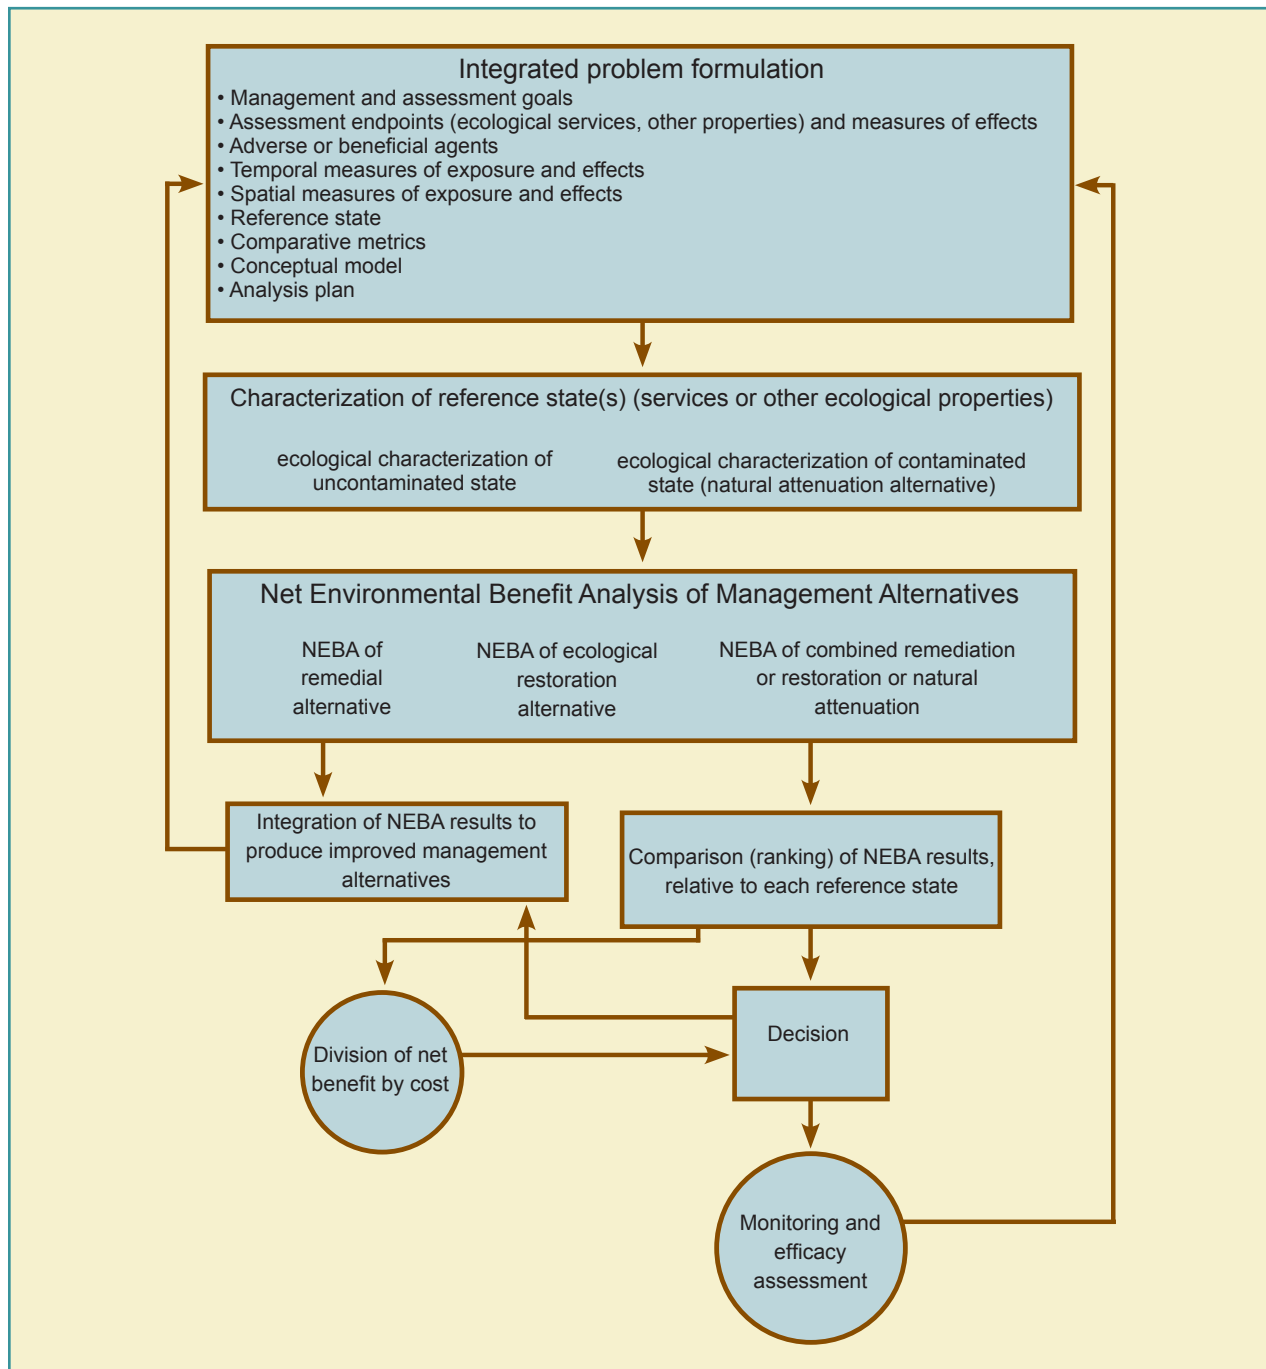 Integrated problem formulation
• Management and assessment goals
• Assessment endpoints (ecological services, other properties) and measures of effects
• Adverse or beneficial agents
• Temporal measures of exposure and effects
• Spatial measures of exposure and effects
• Reference state
• Comparative metrics
• Conceptual model
• Analysis plan
Characterization of reference state(s) (services or other ecological properties)
ecological characterization of
uncontaminated state
ecological characterization of contaminated
state (natural attenuation alternative)
Net Environmental Benefit Analysis of Management Alternatives
NEBA of
remedial
alternative
NEBA of ecological
restoration
alternative
NEBA of combined remediation
or restoration or natural
attenuation
Integration of NEBA results to
produce improved management
alternatives
Comparison (ranking) of NEBA results,
relative to each reference state
Division of net
benefit by cost
Decision
Monitoring and
efficacy
assessment